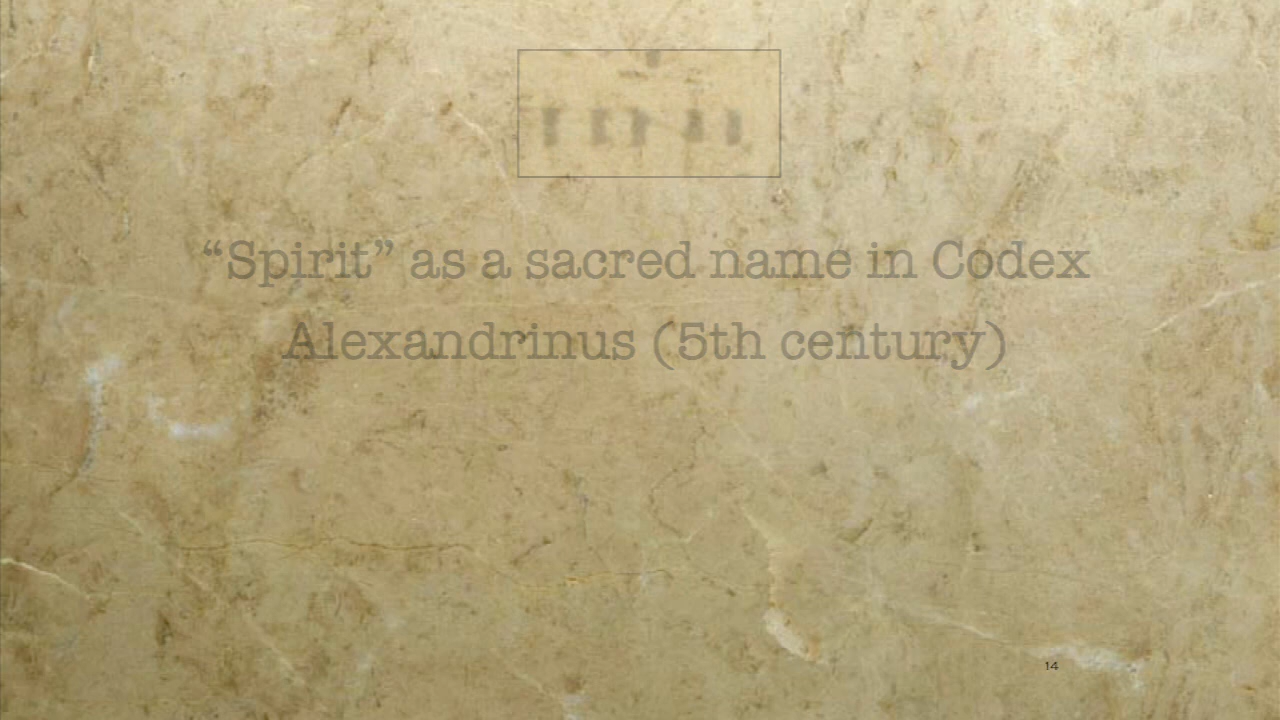 “Spirit” as a sacred name in Codex
Alexandrinus (5th century)
14